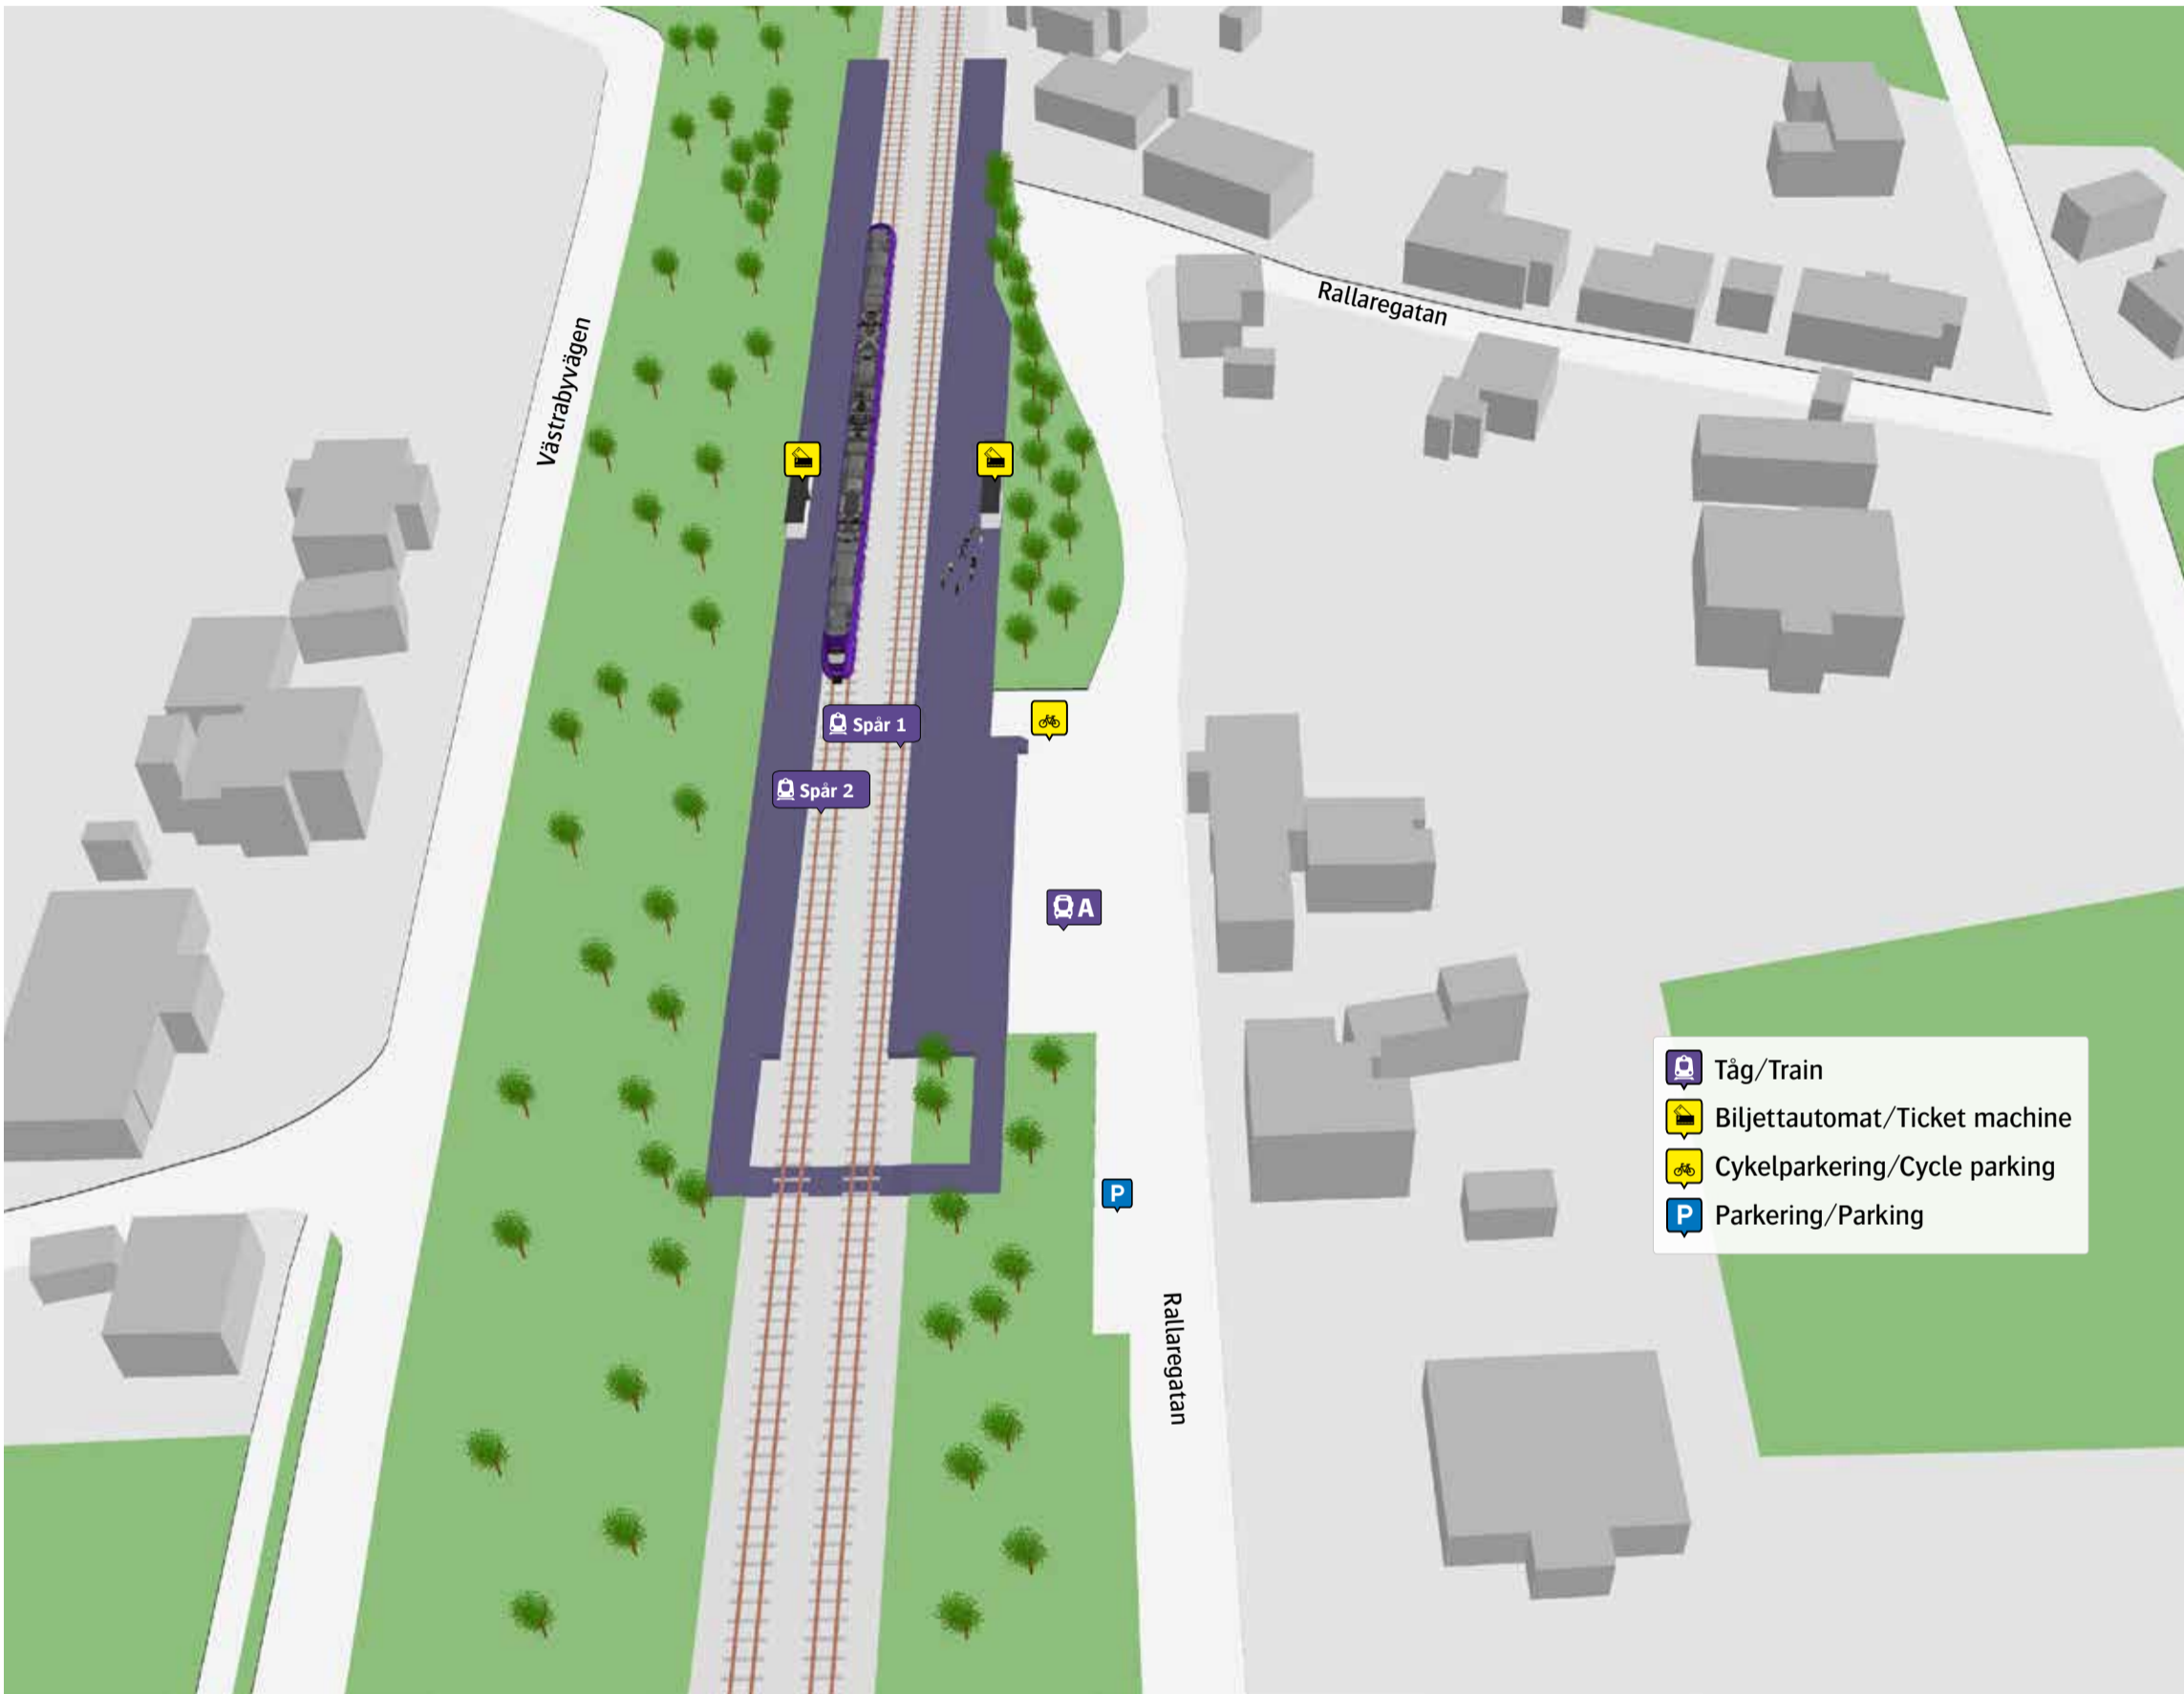 Rallaregatan
Västrabyvägen
Spår 1
Spår 2
A
Tåg/Train
Biljettautomat/Ticket machine
Cykelparkering/Cycle parking
P Parkering/Parking
P
Rallaregatan